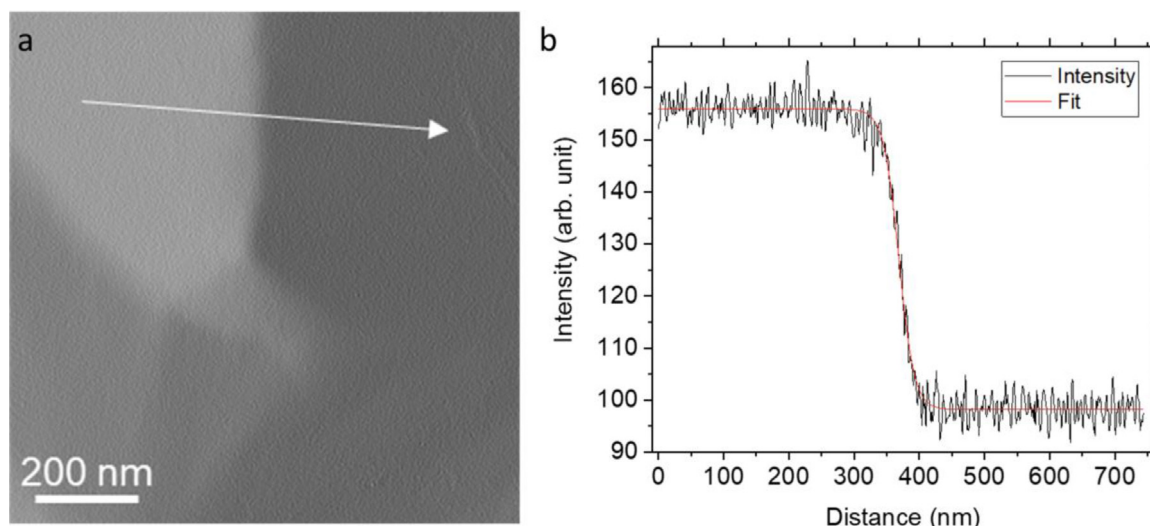 a
200 nm
b
Intensity (arb. unit)
160
150
140
130
120
110
100
90
0 100 200 300 400 500 600 700
Distance (nm)
Intensity
Fit